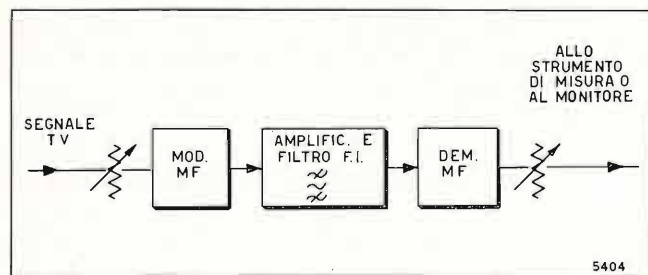 SEGNALE
TV
MOD.
MF
AMPLIFIC. E
FILTRO F.I.
DEM.
MF
ALLO
STRUMENTO
DI MISURA O
AL MONITORE
5404